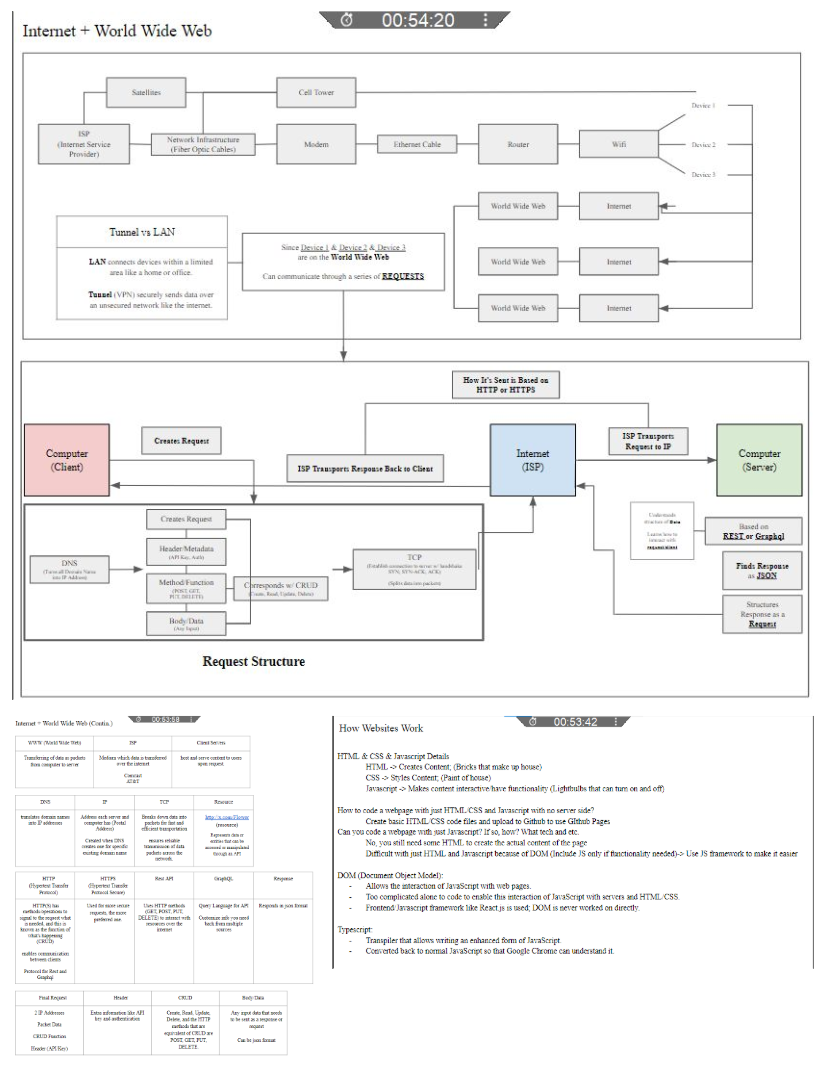 00:54:20
Internet + World Wide Web
Satellites
Cell Tower
Device 1
ISP
(Internet Service
Provider)
Network Infrastructure
(Fiber Optic Cables)
Modem
Ethernet Cable
Router
Wifi
Device 2
Device 3
World Wide Web
Internet
Tunnel vs LAN
LAN connects devices within a limited
area like a home or office.
Tunnel (VPN) securely sends data over
an unsecured network like the internet.
Since Device 1 & Device 2 & Device 3
are on the World Wide Web
Can communicate through a series of REQUESTS
World Wide Web
Internet
World Wide Web
Internet
How It's Sent is Based on
HTTP or HTTPS
Computer
(Client)
Creates Request
ISP Transports Response Back to Client
Internet
(ISP)
ISP Transports
Request to IP
Computer
(Server)
Creates Request
Header/Metadata
(API Key, Auth)
DNS
(Turns all Domain Name
into IP Address)
Method/Function
(POST, GET,
PUT, DELETE)
Corresponds w/ CRUD
(Create, Read, Update, Delete)
Body/Data
(Any Input)
TCP
(Establish connection to server w/ handshake
SYN, SYN-ACK, ACK)
(Splits data into packets)
Understands
structure of Data
Learns how to
interact with
request/client
Based on
REST or Graphql
Finds Response
as JSON
Structures
Response as a
Request
Request Structure
00:53:58
Internet + World Wide Web (Contin.)
WWW (World Wide Web)
ISP
Client Servers
Transferring of data as packets
from computer to server
Medium which data is transferred
over the internet
Comcast
AT&T
host and serve content to users
upon request
DNS
IP
TCP
Resource
translates domain names
into IP addresses
Address each server and
computer has (Postal
Address)
Created when DNS
creates one for specific
existing domain name
Breaks down data into
packets for fast and
efficient transportation
ensures reliable
transmission of data
packets across the
network.
(resource)
Represents data or
entities that can be
accessed or manipulated
through an API
HTTP
(Hypertext Transfer
Protocol)
HTTPS
(Hypertext Transfer
Protocol Secure)
Rest API
GraphQL
Response
HTTP(S) has
methods/operations to
signal to the request what
is needed, and this is
known as the function of
what's happening
(CRUD)
enables communication
between clients
Protocol for Rest and
Graphql
Used for more secure
requests, the more
preferred one.
Uses HTTP methods
(GET, POST, PUT,
DELETE) to interact with
resources over the
internet
Query Language for API
Customize info you need
back from multiple
sources
Responds in json format
Final Request
Header
CRUD
Body/Data
2 IP Addresses
Packet Data
CRUD Function
Header (API Key)
Extra information like API
key and authentication
Create, Read, Update,
Delete, and the HTTP
methods that are
equivalent of CRUD are
POST, GET, PUT,
DELETE
Any input data that needs
to be sent as a response or
request
Can be json format
00:53:42
How Websites Work
HTML & CSS & Javascript Details
HTML -> Creates Content; (Bricks that make up house)
CSS -> Styles Content; (Paint of house)
Javascript -> Makes content interactive/have functionality (Lightbulbs that can turn on and off)
How to code a webpage with just HTML/CSS and Javascript with no server side?
Create basic HTML/CSS code files and upload to Github to use Github Pages
Can you code a webpage with just Javascript? If so, how? What tech and etc.
No, you still need some HTML to create the actual content of the page
Difficult with just HTML and Javascript because of DOM (Include JS only if functionality needed)-> Use JS framework to make it easier
DOM (Document Object Model):
- Allows the interaction of JavaScript with web pages.
- Too complicated alone to code to enable this interaction of JavaScript with servers and HTML/CSS.
- Frontend/Javascript framework like React.js is used; DOM is never worked on directly.
Typescript:
- Transpiler that allows writing an enhanced form of JavaScript.
- Converted back to normal JavaScript so that Google Chrome can understand it.